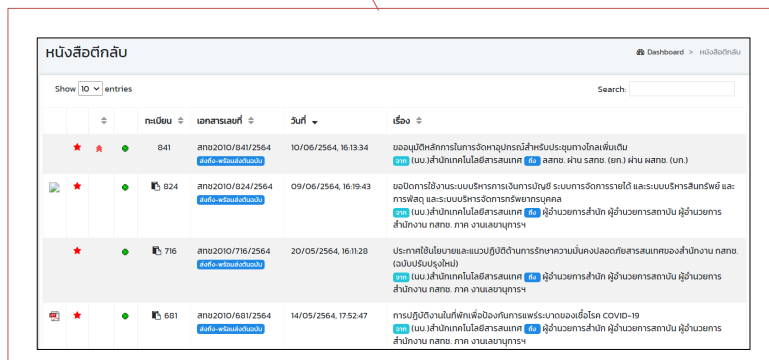 หนังสือตีกลับ
Dashboard > หนังสือตีกลับ
Show 10 entries
Search:
ทะเบียน เอกสารเลขที่ วันที่ เรื่อง
841 สทช2010/841/2564 10/06/2564, 16:13:34 ขออนุมัติหลักการในการจัดหาอุปกรณ์สำหรับประชุมทางไกลเพิ่มเติม
ส่งถึง-พร้อมส่งต้นฉบับ จาก (นบ.)สำนักเทคโนโลยีสารสนเทศ ถึง ลสทช. ผ่าน รสทช. (ยก.) ผ่าน ผสทช. (บก.)
824 สทช2010/824/2564 09/06/2564, 16:19:43 ขอปิดการใช้งานระบบบริหารการเงินการบัญชี ระบบการจัดการรายได้ และระบบบริหารสินทรัพย์ และ
ส่งถึง-พร้อมส่งต้นฉบับ การพัสดุ และระบบบริหารจัดการทรัพยากรบุคคล
จาก (นบ.)สำนักเทคโนโลยีสารสนเทศ ถึง ผู้อำนวยการสำนัก ผู้อำนวยการสถาบัน ผู้อำนวยการ
สำนักงาน กสทช. ภาค งานเลขานุการฯ
716 สทช2010/716/2564 20/05/2564, 16:11:28 ประกาศใช้นโยบายและแนวปฏิบัติด้านการรักษาความมั่นคงปลอดภัยสารสนเทศของสำนักงาน กสทช.
ส่งถึง-พร้อมส่งต้นฉบับ (ฉบับปรับปรุงใหม่)
จาก (นบ.)สำนักเทคโนโลยีสารสนเทศ ถึง ผู้อำนวยการสำนัก ผู้อำนวยการสถาบัน ผู้อำนวยการ
สำนักงาน กสทช. ภาค งานเลขานุการฯ
681 สทช2010/681/2564 14/05/2564, 17:52:47 การปฏิบัติงานในที่พักเพื่อป้องกันการแพร่ระบาดของเชื้อโรค COVID-19
ส่งถึง-พร้อมส่งต้นฉบับ จาก (นบ.)สำนักเทคโนโลยีสารสนเทศ ถึง ผู้อำนวยการสำนัก ผู้อำนวยการสถาบัน ผู้อำนวยการ
สำนักงาน กสทช. ภาค งานเลขานุการฯ